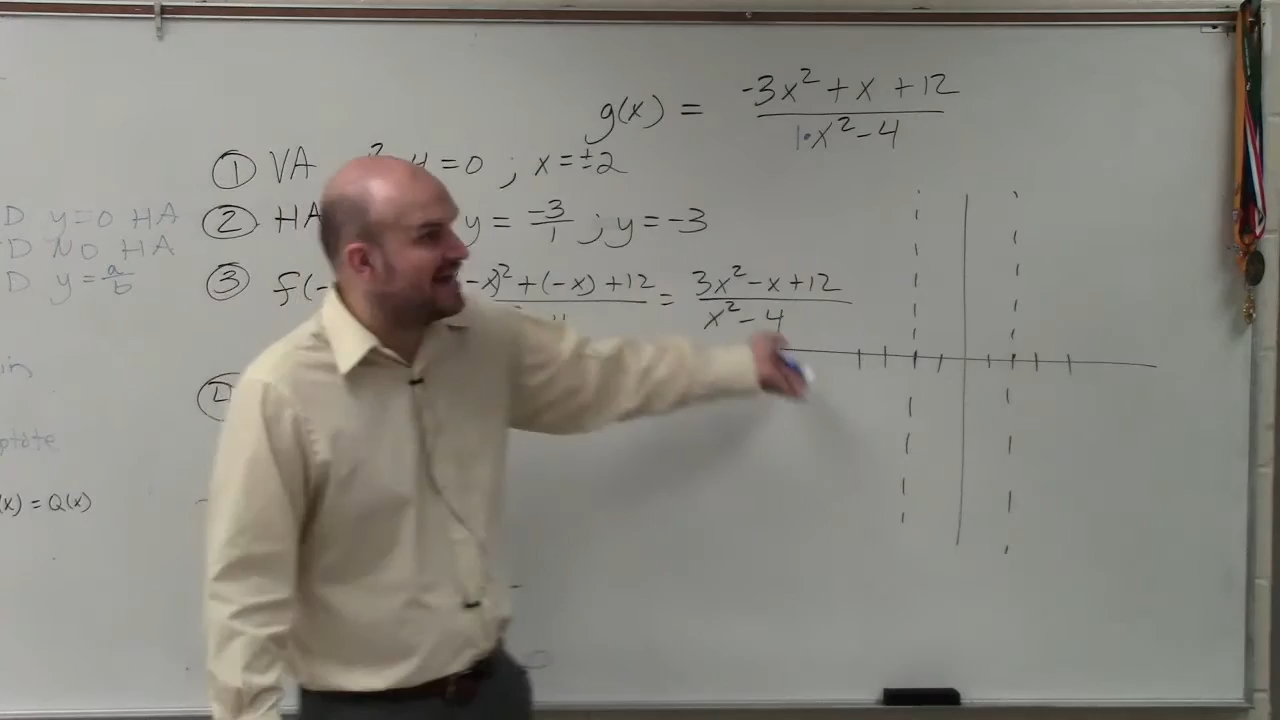 g(x) = -3x² + x + 12 / 1·x² - 4
① VA = 0 ; x = ±2
D y=0 HA
② HA y = -3/1 ; y = -3
D NO HA
D y = a/b
③ f(- -x)² + (-x) + 12 = 3x² - x + 12 / x² - 4
④
(x) = Q(x)